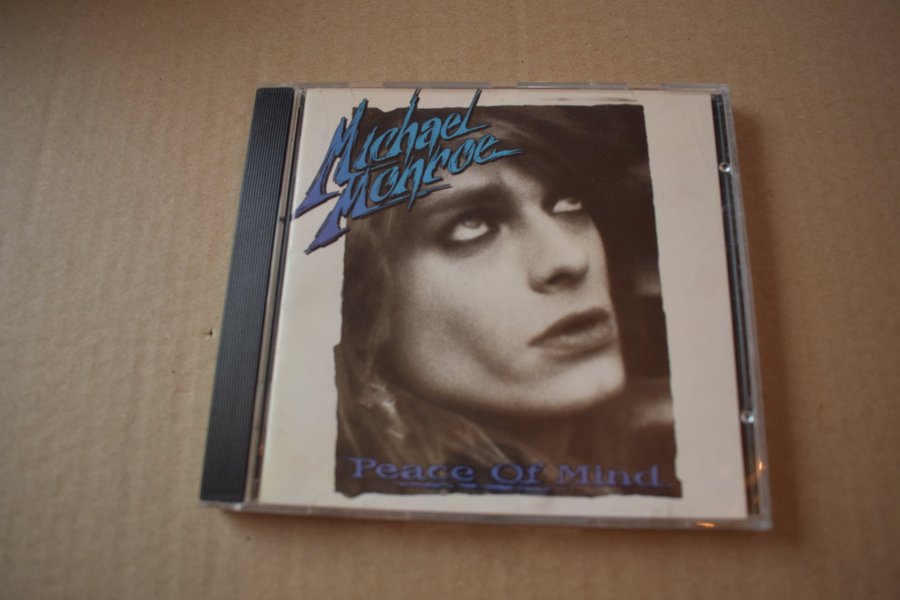 Michael
Monroe
Peace Of Mind